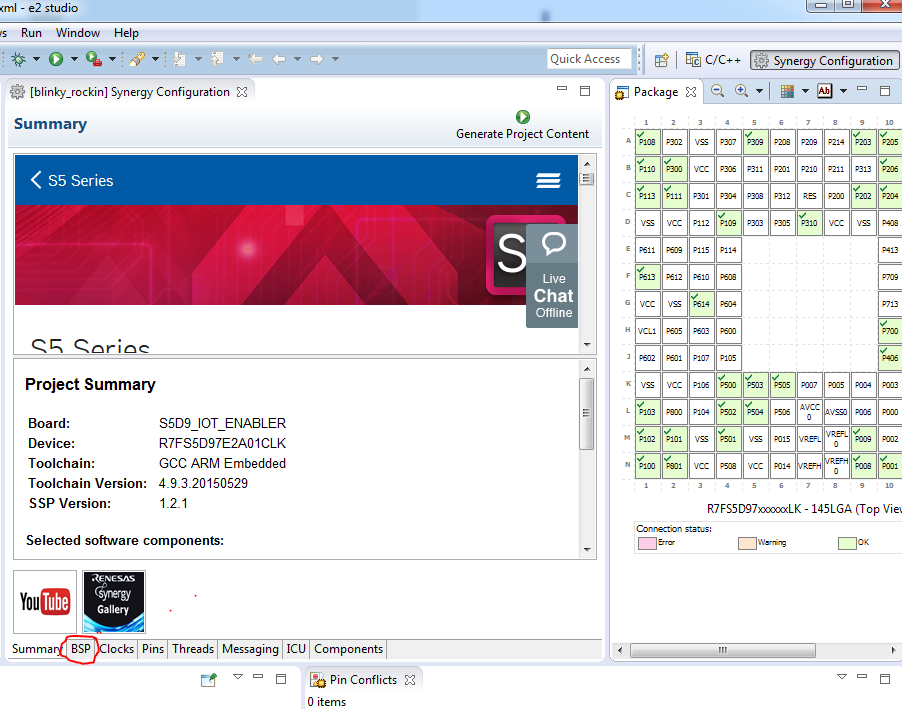 xml - e2 studio
s Run Window Help
Quick Access
C/C++
Synergy Configuration
[blinky_rockin] Synergy Configuration
Summary
Generate Project Content
S5 Series
S
Live
Chat
Offline
S5 Series
Project Summary
Board: S5D9_IOT_ENABLER
Device: R7FS5D97E2A01CLK
Toolchain: GCC ARM Embedded
Toolchain Version: 4.9.3.20150529
SSP Version: 1.2.1
Selected software components:
YouTube
RENESAS
Synergy
Gallery
Summary BSP Clocks Pins Threads Messaging ICU Components
Package
Ab
1 2 3 4 5 6 7 8 9 10
A P108 P302 VSS P307 P309 P208 P209 P214 P203 P205
B P110 P300 VCC P306 P311 P201 P210 P211 P313 P206
C P113 P111 P301 P304 P308 P312 RES P200 P202 P204
D VSS VCC P112 P109 P303 P305 P310 VCC VSS P408
E P611 P609 P115 P114 P413
F P613 P612 P610 P608 P709
G VCC VSS P614 P604 P713
H VCL1 P605 P603 P600 P700
J P602 P601 P107 P105 P406
K VSS VCC P106 P500 P503 P505 P007 P005 P004 P003
L P103 P800 P104 P502 P504 P506 AVCC0 AVSS0 P006 P000
M P102 P101 VSS P501 VSS P015 VREFL VREFL0 P009 P002
N P100 P801 VCC P508 VCC P014 VREFH VREFH0 P008 P001
1 2 3 4 5 6 7 8 9 10
R7FS5D97xxxxxxLK - 145LGA (Top View
Connection status:
Error Warning OK
Pin Conflicts
0 items